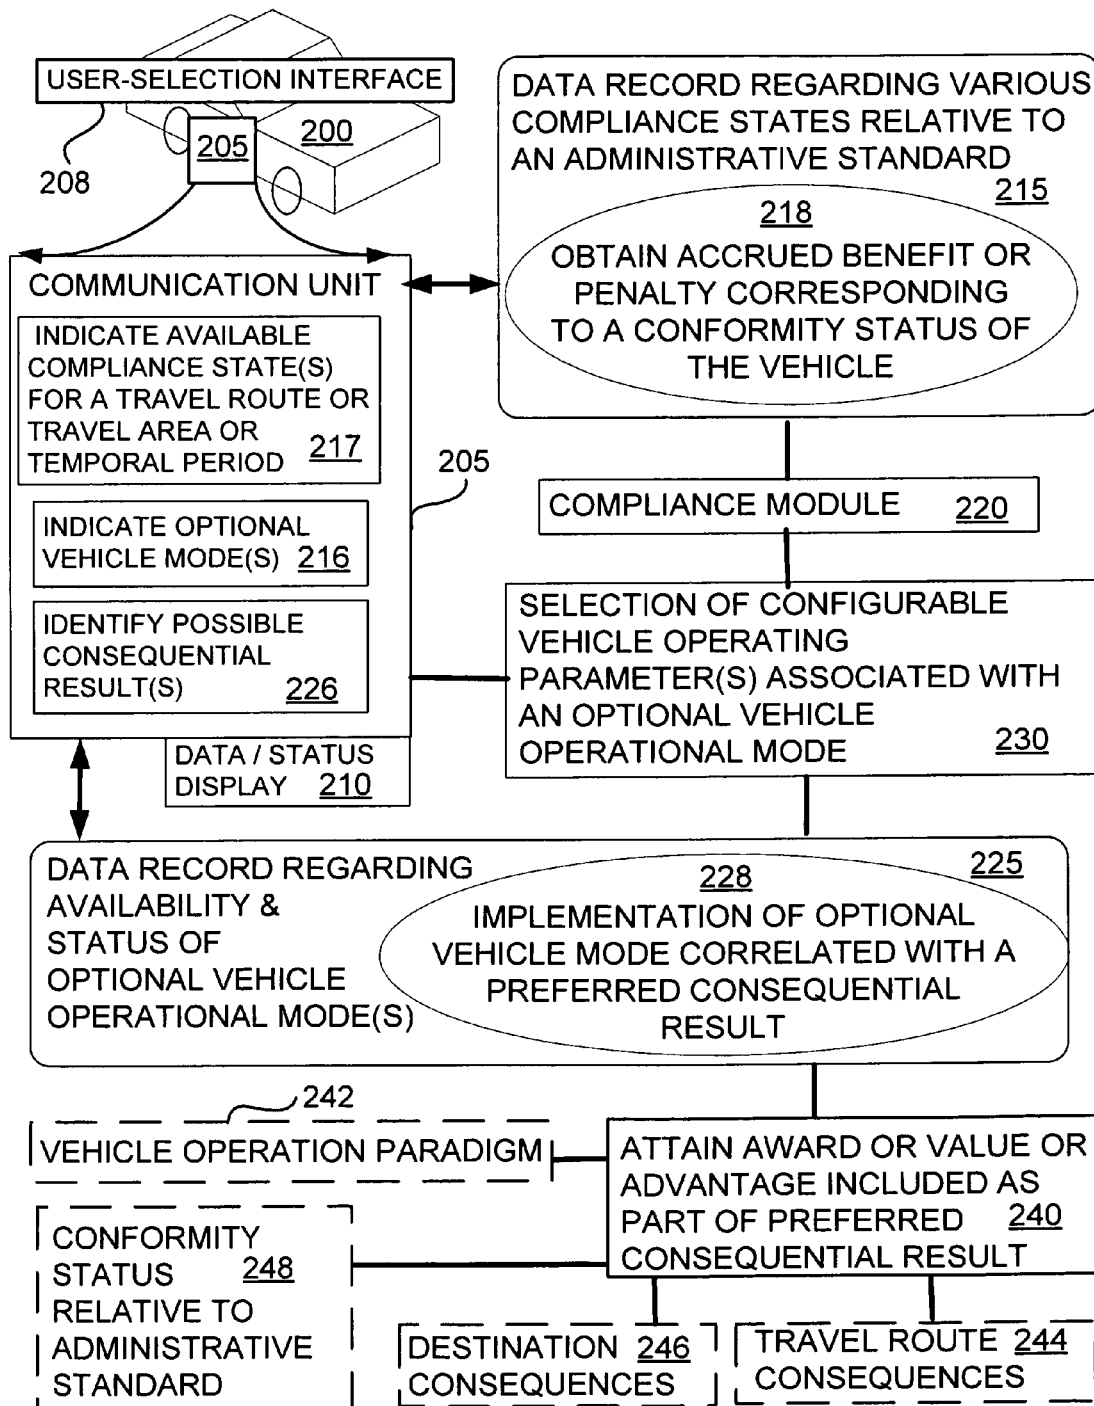 USER-SELECTION INTERFACE
200
205
208
DATA RECORD REGARDING VARIOUS
COMPLIANCE STATES RELATIVE TO
AN ADMINISTRATIVE STANDARD
215
218
OBTAIN ACCRUED BENEFIT OR
PENALTY CORRESPONDING
TO A CONFORMITY STATUS OF
THE VEHICLE
COMMUNICATION UNIT
INDICATE AVAILABLE
COMPLIANCE STATE(S)
FOR A TRAVEL ROUTE OR
TRAVEL AREA OR
TEMPORAL PERIOD 217
205
INDICATE OPTIONAL
VEHICLE MODE(S) 216
IDENTIFY POSSIBLE
CONSEQUENTIAL
RESULT(S) 226
DATA / STATUS
DISPLAY 210
COMPLIANCE MODULE 220
SELECTION OF CONFIGURABLE
VEHICLE OPERATING
PARAMETER(S) ASSOCIATED WITH
AN OPTIONAL VEHICLE
OPERATIONAL MODE 230
DATA RECORD REGARDING
AVAILABILITY &
STATUS OF
OPTIONAL VEHICLE
OPERATIONAL MODE(S)
225
228
IMPLEMENTATION OF OPTIONAL
VEHICLE MODE CORRELATED WITH A
PREFERRED CONSEQUENTIAL
RESULT
242
VEHICLE OPERATION PARADIGM
ATTAIN AWARD OR VALUE OR
ADVANTAGE INCLUDED AS
PART OF PREFERRED 240
CONSEQUENTIAL RESULT
CONFORMITY
STATUS 248
RELATIVE TO
ADMINISTRATIVE
STANDARD
DESTINATION 246
CONSEQUENCES
TRAVEL ROUTE 244
CONSEQUENCES